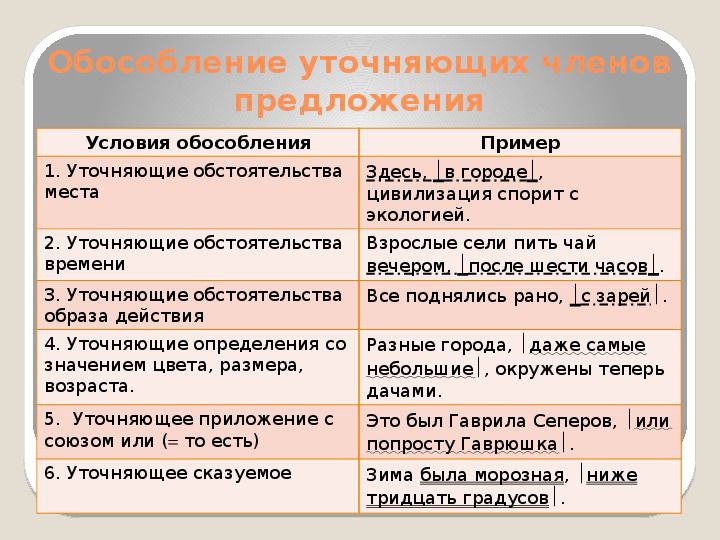 Обособление уточняющих членов
предложения
Условия обособления
Пример
1. Уточняющие обстоятельства
места
Здесь, |в городе|,
цивилизация спорит с
экологией.
2. Уточняющие обстоятельства
времени
Взрослые сели пить чай
вечером, |после шести часов|.
3. Уточняющие обстоятельства
образа действия
Все поднялись рано, |с зарей|.
4. Уточняющие определения со
значением цвета, размера,
возраста.
Разные города, |даже самые
небольшие|, окружены теперь
дачами.
5. Уточняющее приложение с
союзом или (= то есть)
Это был Гаврила Сеперов, |или
попросту Гаврюшка|.
6. Уточняющее сказуемое
Зима была морозная, |ниже
тридцать градусов|.